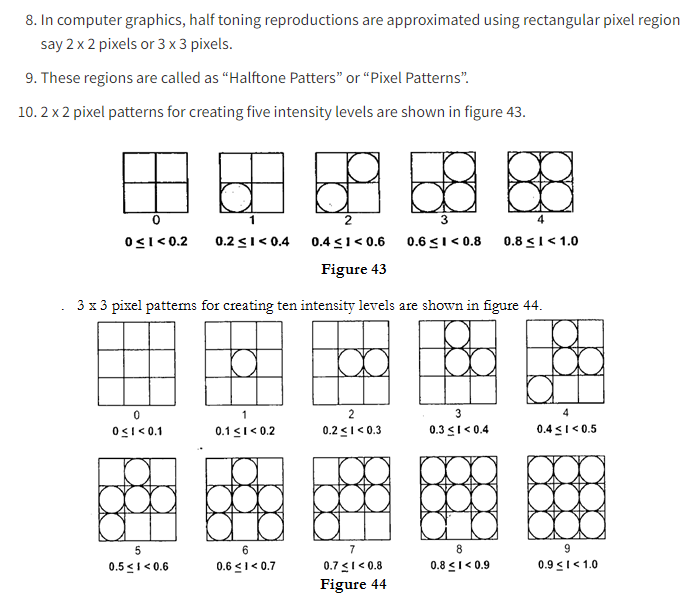 8. In computer graphics, half toning reproductions are approximated using rectangular pixel region
say 2 x 2 pixels or 3 x 3 pixels.
9. These regions are called as “Halftone Patters” or “Pixel Patterns”.
10. 2 x 2 pixel patterns for creating five intensity levels are shown in figure 43.
0 1 2 3 4
0 ≤ I < 0.2 0.2 ≤ I < 0.4 0.4 ≤ I < 0.6 0.6 ≤ I < 0.8 0.8 ≤ I < 1.0
Figure 43
. 3 x 3 pixel patterns for creating ten intensity levels are shown in figure 44.
0 1 2 3 4
0 ≤ I < 0.1 0.1 ≤ I < 0.2 0.2 ≤ I < 0.3 0.3 ≤ I < 0.4 0.4 ≤ I < 0.5
5 6 7 8 9
0.5 ≤ I < 0.6 0.6 ≤ I < 0.7 0.7 ≤ I < 0.8 0.8 ≤ I < 0.9 0.9 ≤ I < 1.0
Figure 44